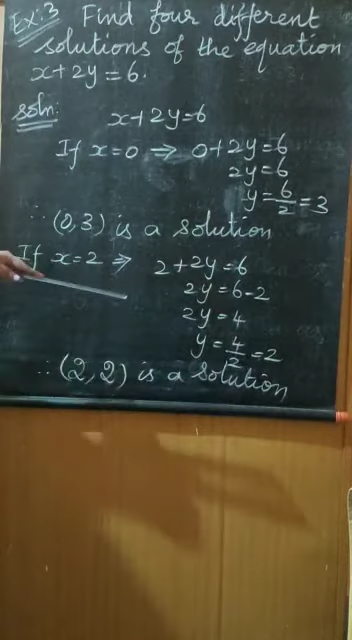 Ex:3 Find four different
solutions of the equation
x+2y=6.
soln: x+2y=6
If x=0 ⇒ 0+2y=6
2y=6
y=6/2=3
∴ (0,3) is a solution
If x=2 ⇒ 2+2y=6
2y=6-2
2y=4
y=4/2=2
∴ (2,2) is a solution